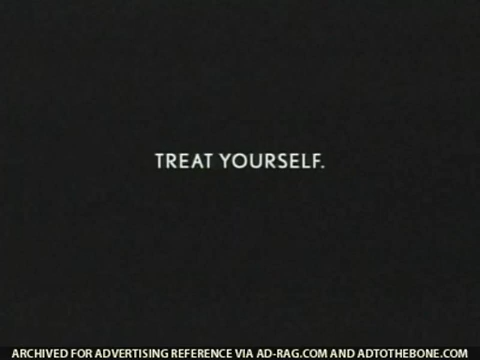 TREAT YOURSELF.
ARCHIVED FOR ADVERTISING REFERENCE VIA AD-RAG.COM AND ADTOTHEBONE.COM